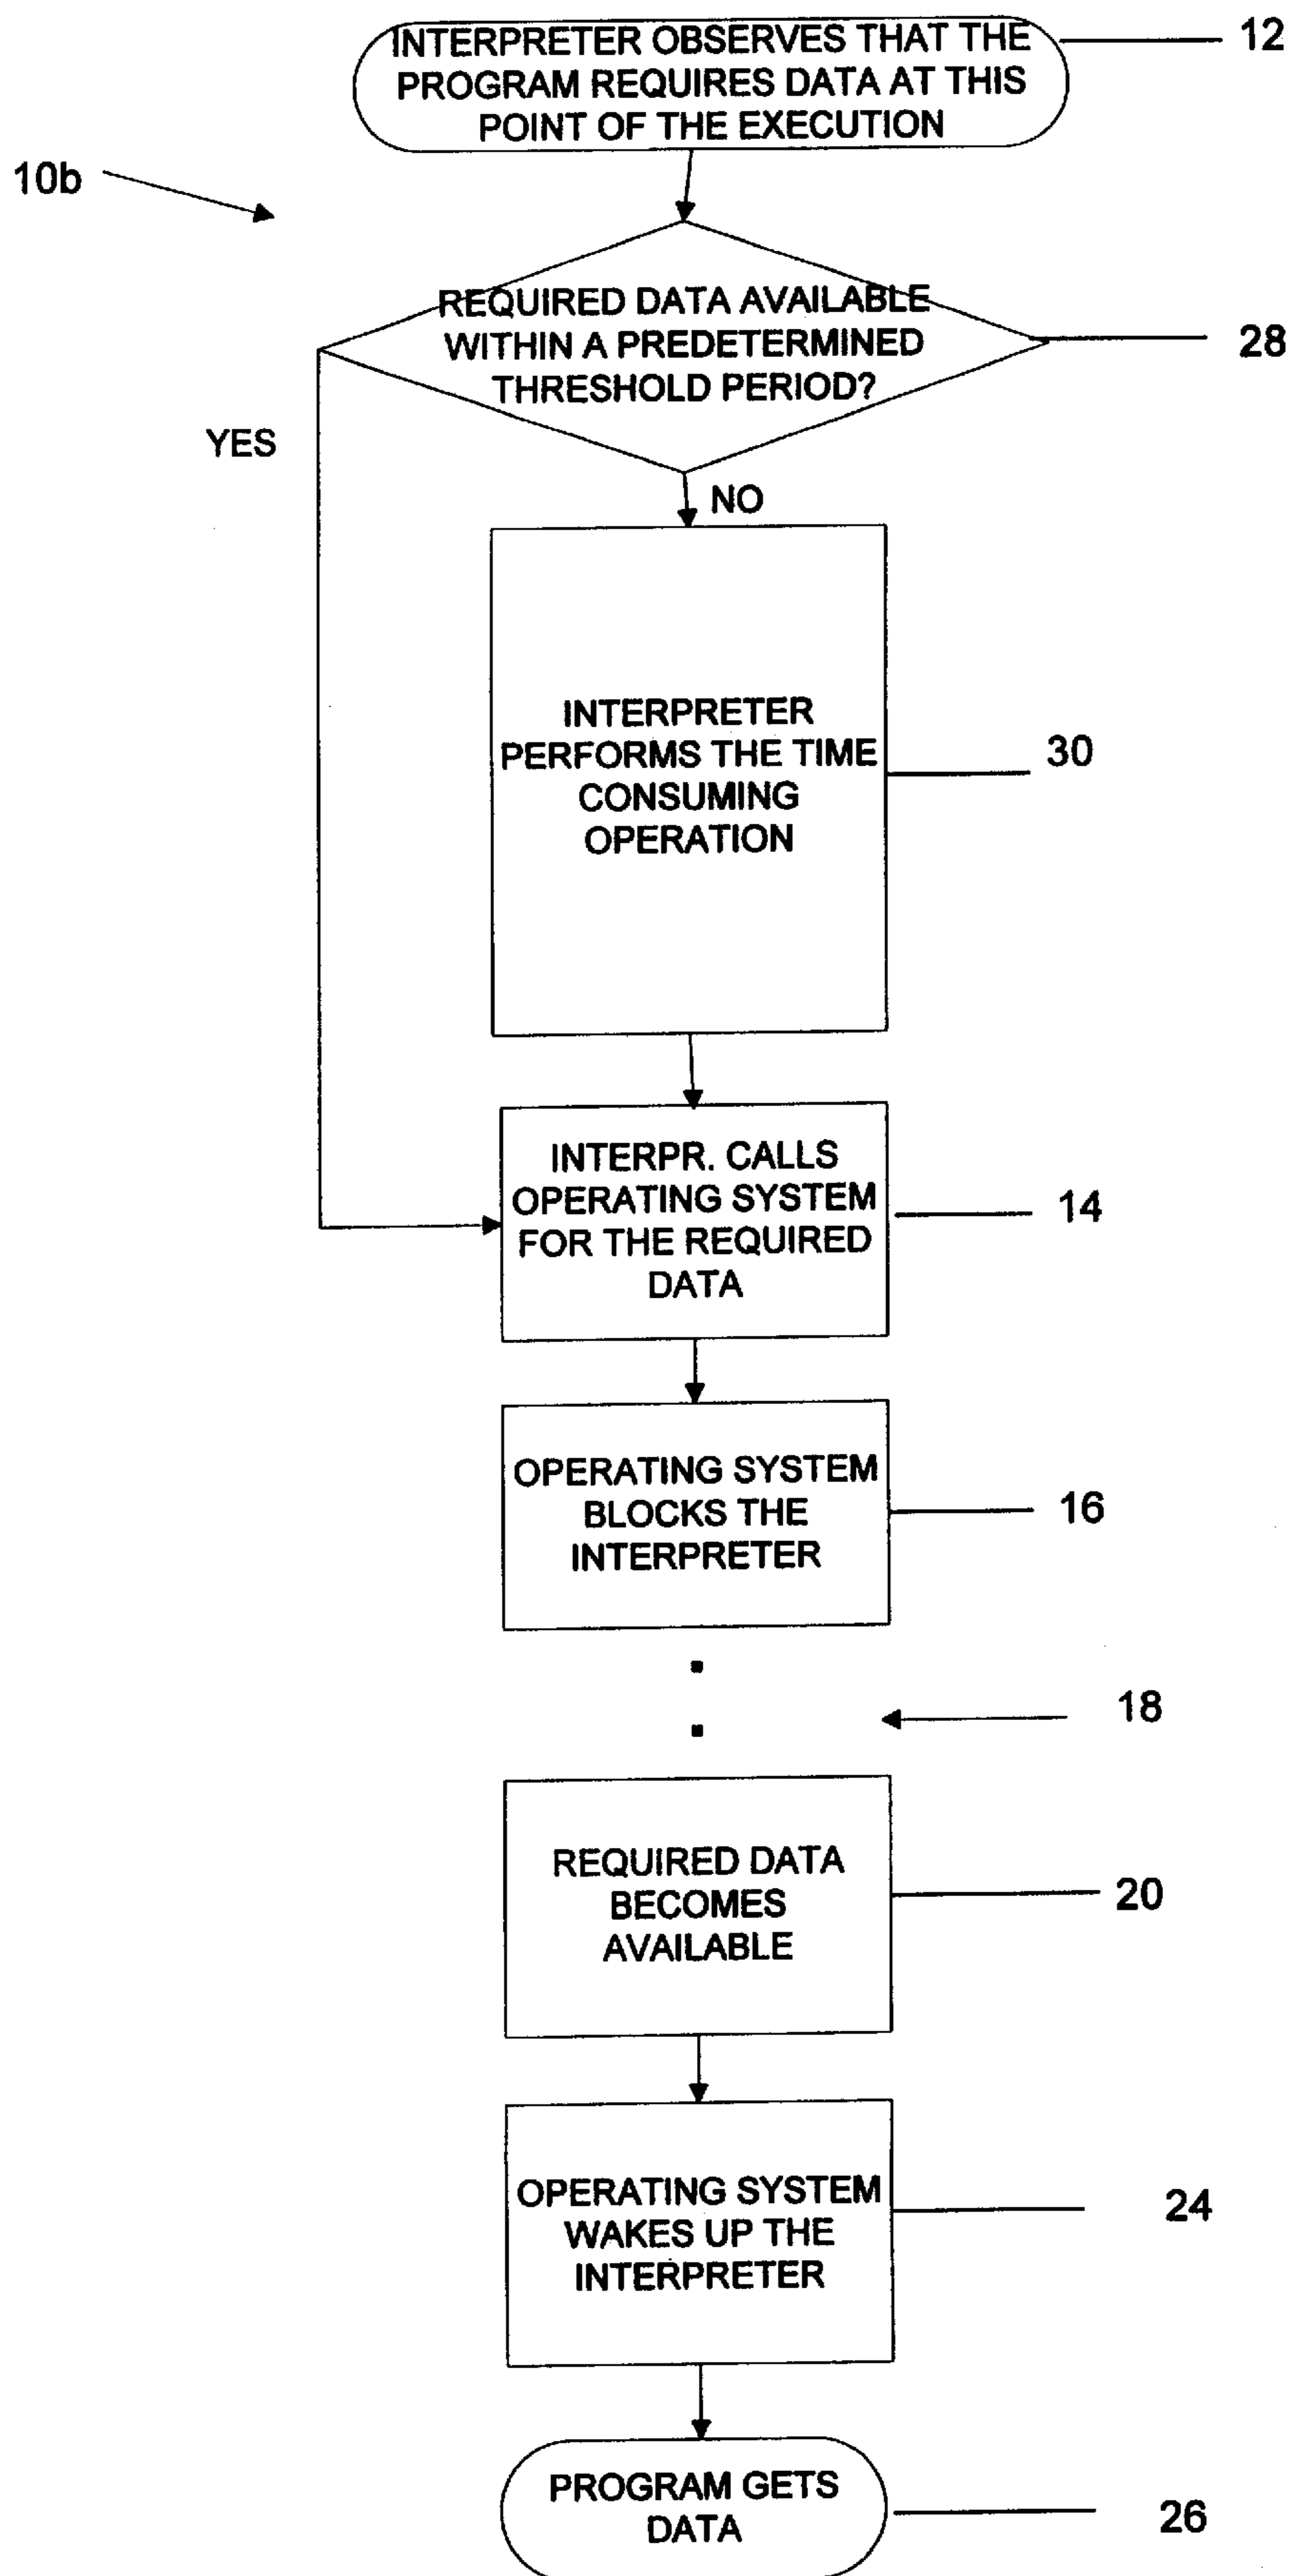 INTERPRETER OBSERVES THAT THE
PROGRAM REQUIRES DATA AT THIS
POINT OF THE EXECUTION
12
10b
REQUIRED DATA AVAILABLE
WITHIN A PREDETERMINED
THRESHOLD PERIOD?
28
YES
NO
INTERPRETER
PERFORMS THE TIME
CONSUMING
OPERATION
30
INTERPR. CALLS
OPERATING SYSTEM
FOR THE REQUIRED
DATA
14
OPERATING SYSTEM
BLOCKS THE
INTERPRETER
16
18
REQUIRED DATA
BECOMES
AVAILABLE
20
OPERATING SYSTEM
WAKES UP THE
INTERPRETER
24
PROGRAM GETS
DATA
26